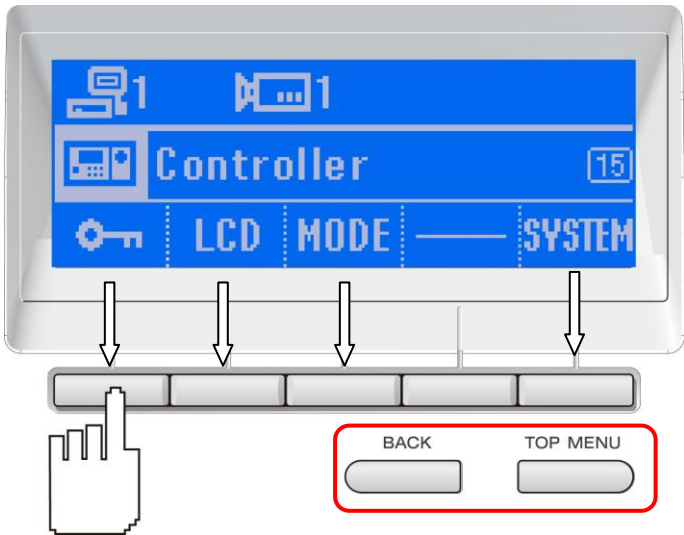 1 1
Controller 15
LCD MODE SYSTEM
BACK TOP MENU